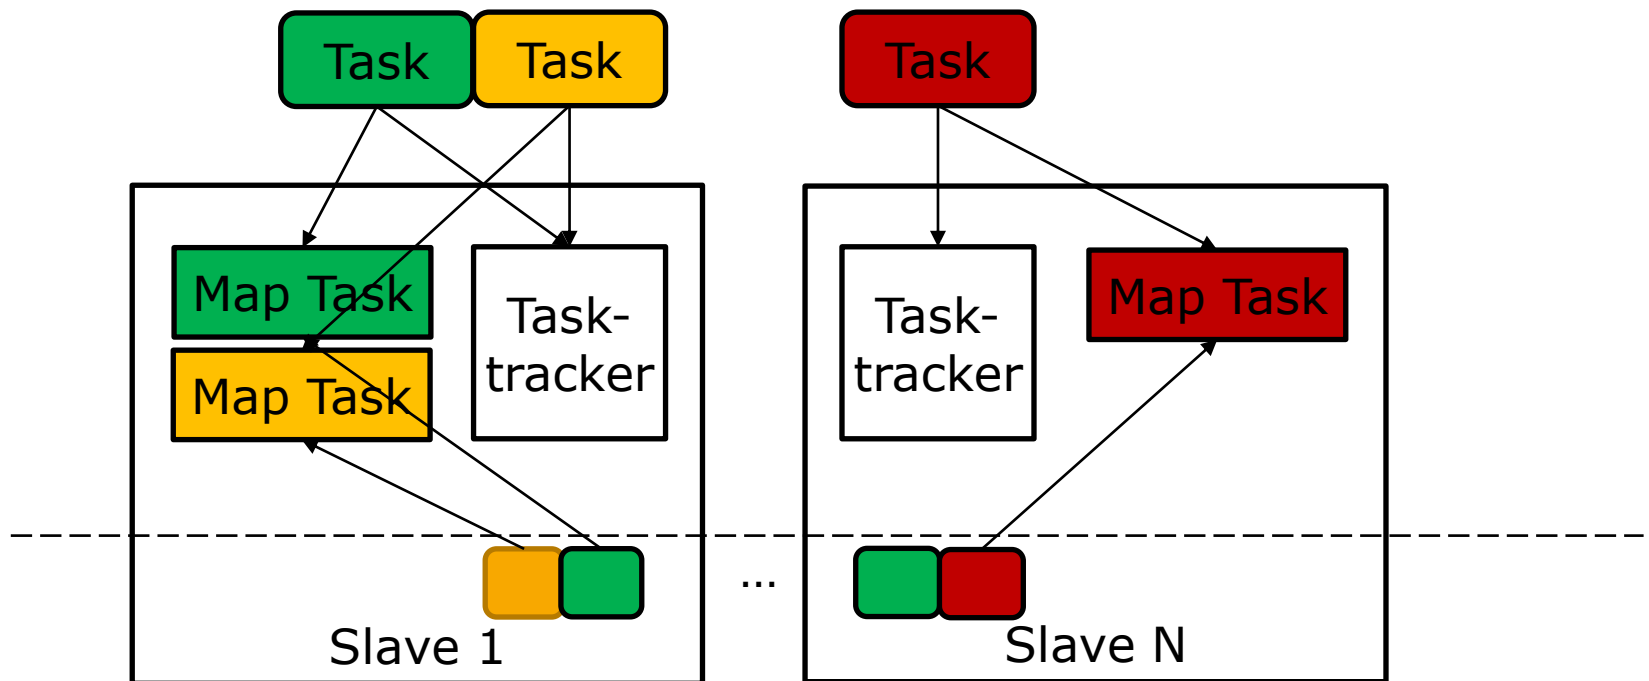 Task
Task
Task
Map Task
Map Task
Task-
tracker
Task-
tracker
Map Task
...
Slave 1
Slave N